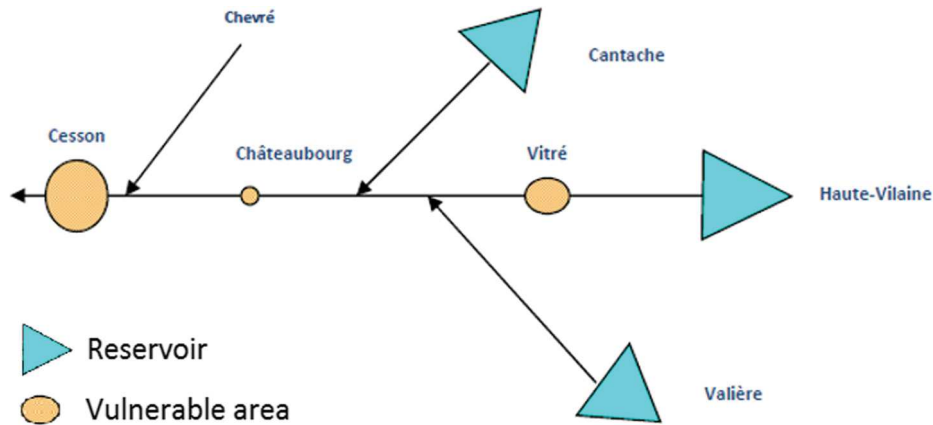 Chevré
Cantache
Cesson
Châteaubourg
Vitré
Haute-Vilaine
Reservoir
Valière
Vulnerable area